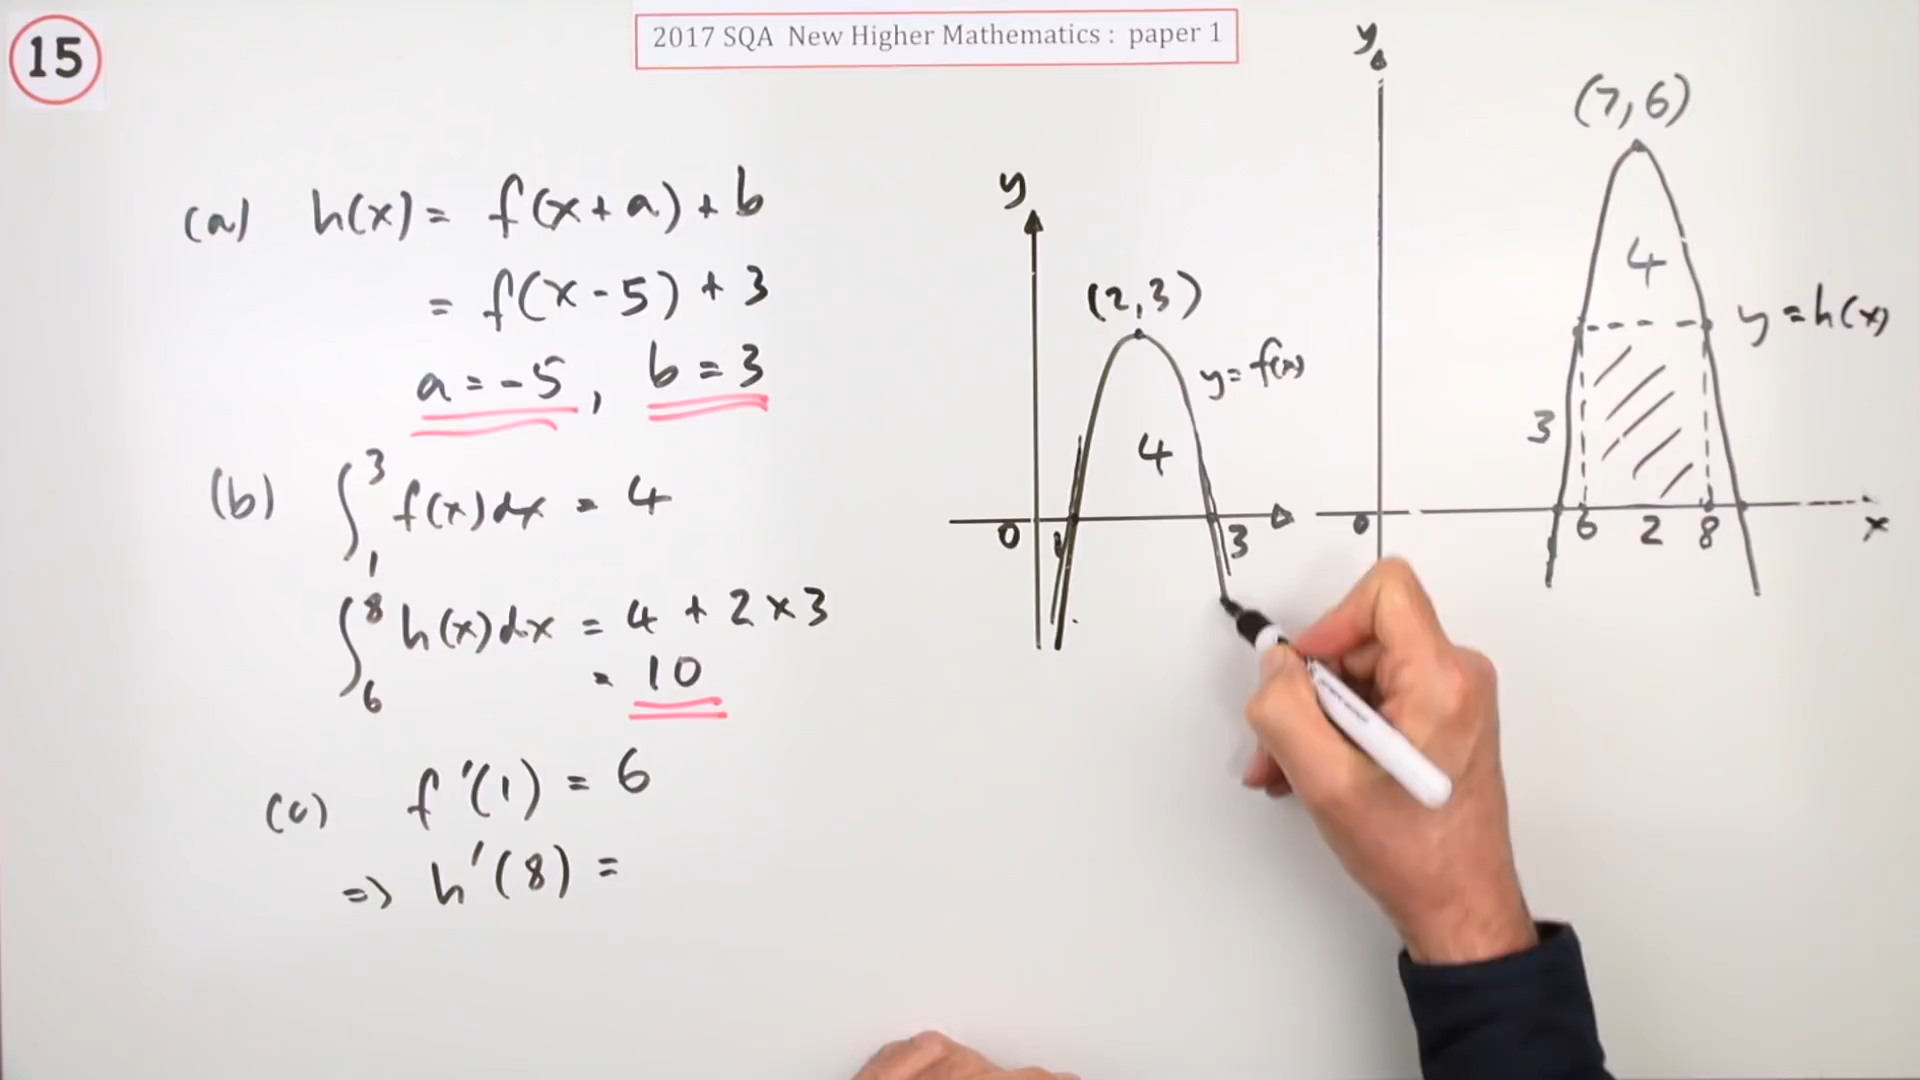 15
2017 SQA New Higher Mathematics : paper 1
(a) h(x) = f(x+a) + b
= f(x-5) + 3
a = -5, b = 3
(b) ∫₁³ f(x)dx = 4
∫₆⁸ h(x)dx = 4 + 2×3
= 10
(c) f'(1) = 6
=> h'(8) =
y
(2,3)
y = f(x)
4
0 1 3
y
(7,6)
4
y = h(x)
3
0 6 2 8 x